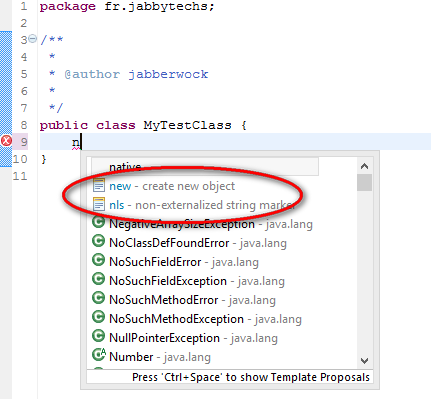 1 package fr.jabbytechs;
2
3 /**
4  *
5  *
6  * @author jabberwock
 *
7  */
8 public class MyTestClass {
9     n
10 }
11
native
new - create new object
nls - non-externalized string marker
NegativeArraySizeException - java.lang
NoClassDefFoundError - java.lang
NoSuchFieldError - java.lang
NoSuchFieldException - java.lang
NoSuchMethodError - java.lang
NoSuchMethodException - java.lang
NullPointerException - java.lang
Number - java.lang
Press 'Ctrl+Space' to show Template Proposals